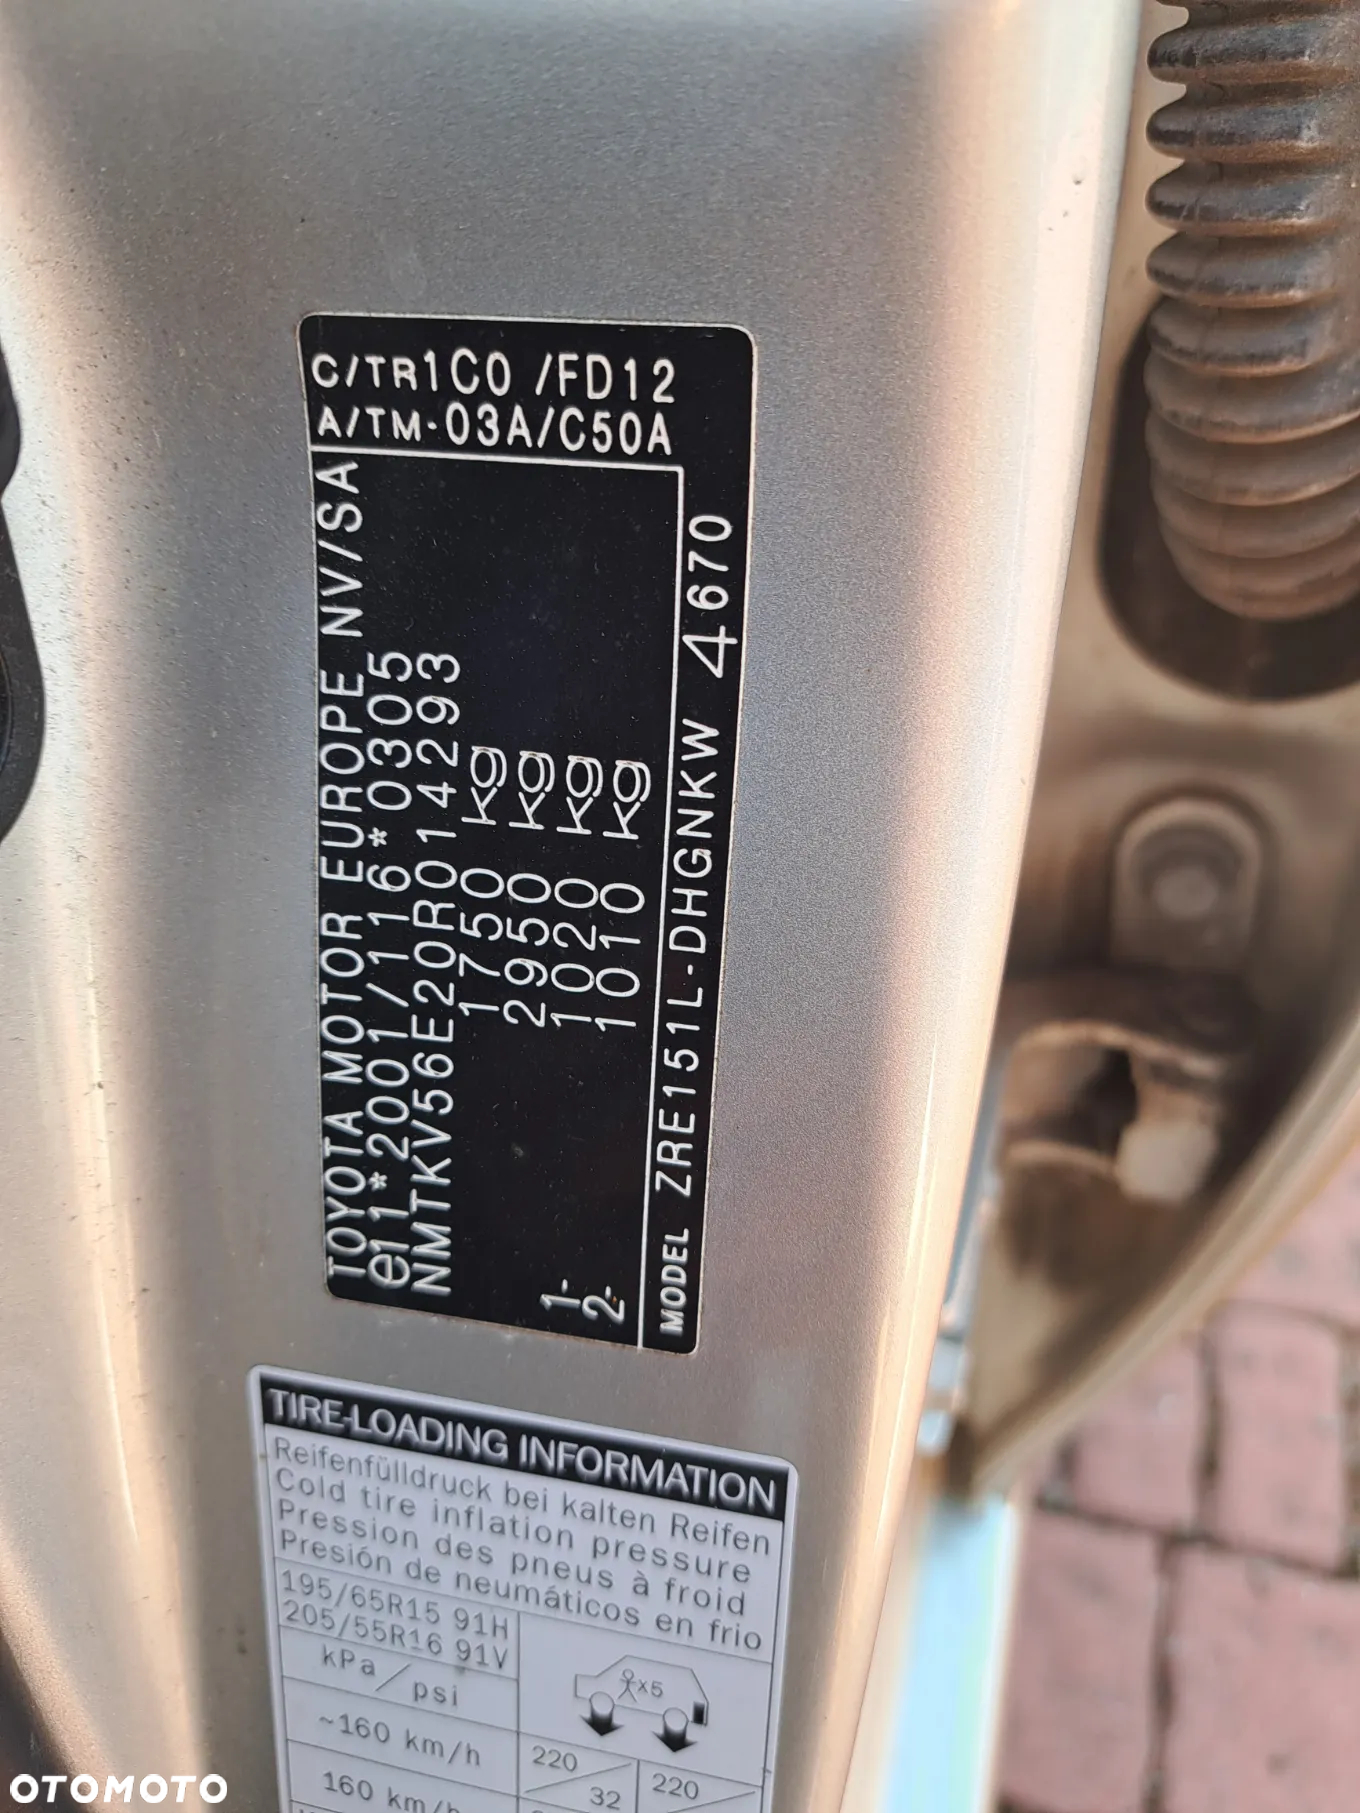 C/TR1C0 /FD12
A/TM-03A/C50A
TOYOTA MOTOR EUROPE NV/SA
e11*2001/116*0305
NMTKV56E20R014293
1750 kg
2950 kg
1- 1020 kg
2- 1010 kg
MODEL ZRE151L-DHGNKW 4670
TIRE-LOADING INFORMATION
Reifenfülldruck bei kalten Reifen
Cold tire inflation pressure
Pression des pneus à froid
Presión de neumáticos en frio
195/65R15 91H
205/55R16 91V
kPa / psi
x5
~160 km/h
220 / 32
220
160 km/h
OTOMOTO